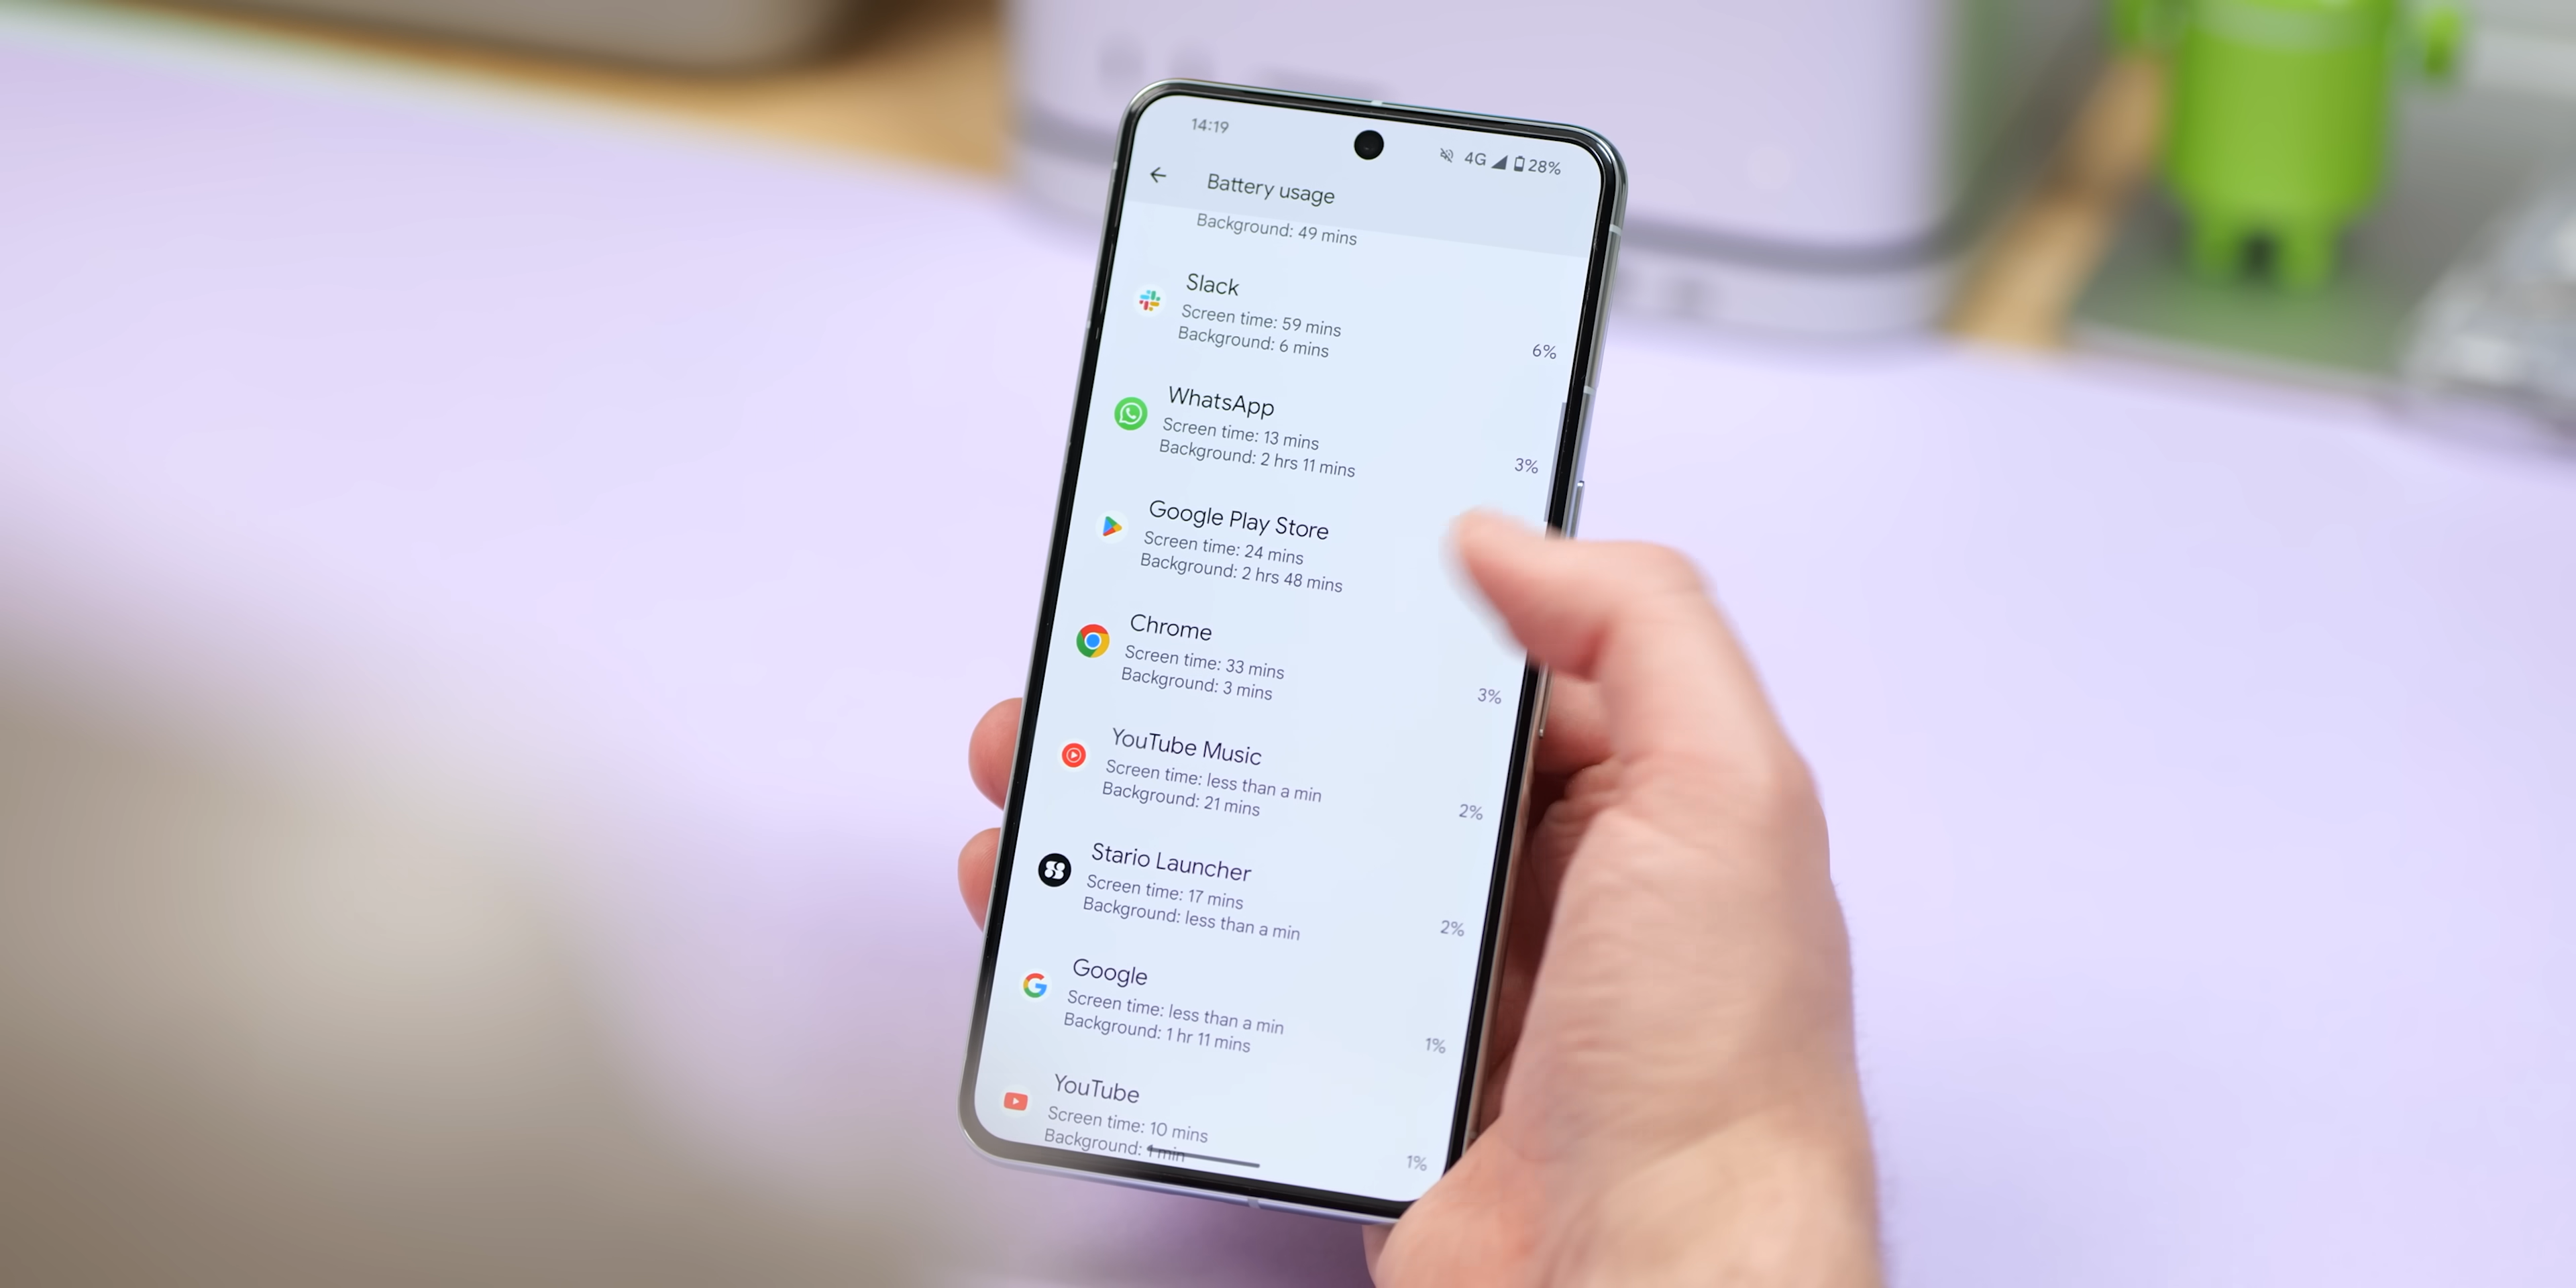 14:19
4G 28%
Battery usage
Background: 49 mins
Slack
Screen time: 59 mins
Background: 6 mins
6%
WhatsApp
Screen time: 13 mins
Background: 2 hrs 11 mins
3%
Google Play Store
Screen time: 24 mins
Background: 2 hrs 48 mins
Chrome
Screen time: 33 mins
Background: 3 mins
3%
YouTube Music
Screen time: less than a min
Background: 21 mins
2%
Stario Launcher
Screen time: 17 mins
Background: less than a min
2%
Google
Screen time: less than a min
Background: 1 hr 11 mins
1%
YouTube
Screen time: 10 mins
Background: 1 min
1%